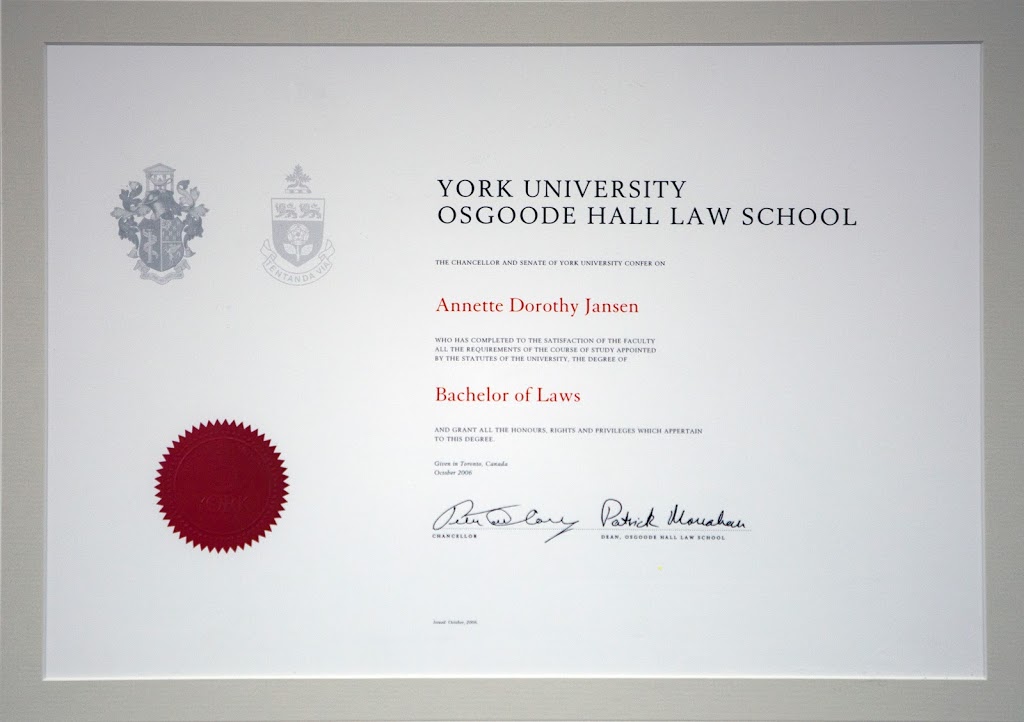 YORK UNIVERSITY
OSGOODE HALL LAW SCHOOL
THE CHANCELLOR AND SENATE OF YORK UNIVERSITY CONFER ON
Annette Dorothy Jansen
WHO HAS COMPLETED TO THE SATISFACTION OF THE FACULTY
ALL THE REQUIREMENTS OF THE COURSE OF STUDY APPOINTED
BY THE STATUTES OF THE UNIVERSITY, THE DEGREE OF
Bachelor of Laws
AND GRANT ALL THE HONOURS, RIGHTS AND PRIVILEGES WHICH APPERTAIN
TO THIS DEGREE.
Given in Toronto, Canada
October 2006
Patrick Monahan
CHANCELLOR
DEAN, OSGOODE HALL LAW SCHOOL
Issued: October, 2006
TENTANDA VIA